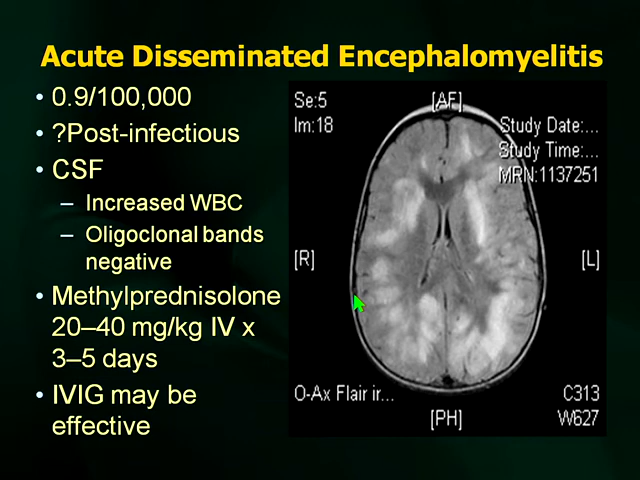 Acute Disseminated Encephalomyelitis
• 0.9/100,000
• ?Post-infectious
• CSF
– Increased WBC
– Oligoclonal bands
negative
• Methylprednisolone
20–40 mg/kg IV x
3–5 days
• IVIG may be
effective
Se:5
Im:18
[AF]
Study Date:...
Study Time:...
MRN:1137251
[R]
[L]
O-Ax Flair ir...
[PH]
C313
W627